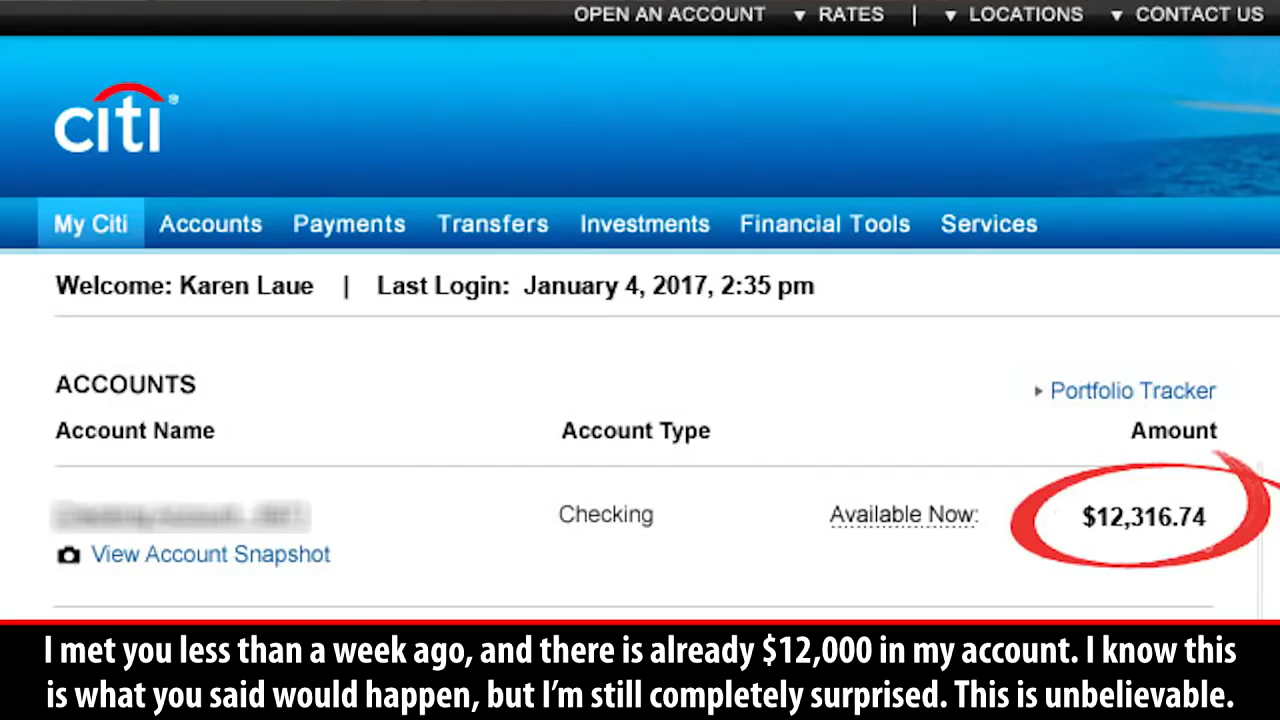 OPEN AN ACCOUNT ▼ RATES | ▼ LOCATIONS ▼ CONTACT US
citi®
My Citi Accounts Payments Transfers Investments Financial Tools Services
Welcome: Karen Laue | Last Login: January 4, 2017, 2:35 pm
ACCOUNTS
Portfolio Tracker
Account Name Account Type Amount
Checking Available Now: $12,316.74
View Account Snapshot
I met you less than a week ago, and there is already $12,000 in my account. I know this
is what you said would happen, but I'm still completely surprised. This is unbelievable.